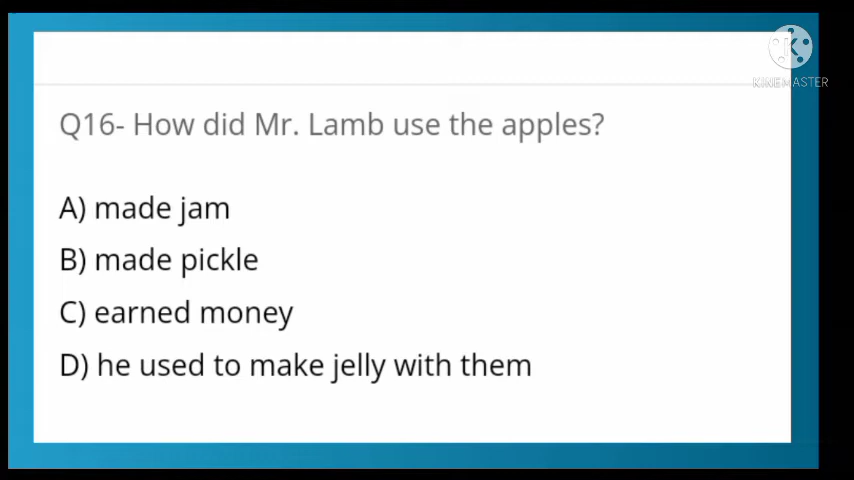 KINEMASTER
Q16- How did Mr. Lamb use the apples?
A) made jam
B) made pickle
C) earned money
D) he used to make jelly with them